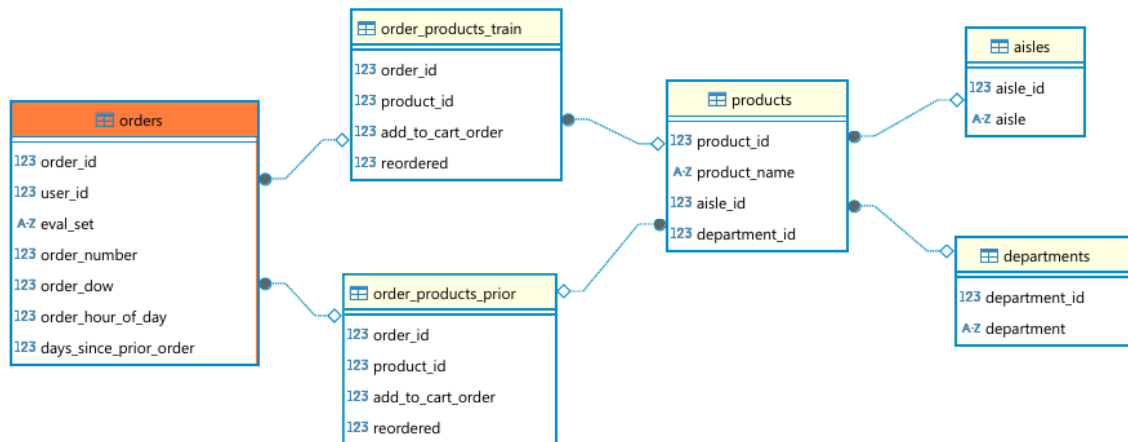 orders
123 order_id
123 user_id
A-Z eval_set
123 order_number
123 order_dow
123 order_hour_of_day
123 days_since_prior_order
order_products_train
123 order_id
123 product_id
123 add_to_cart_order
123 reordered
order_products_prior
123 order_id
123 product_id
123 add_to_cart_order
123 reordered
products
123 product_id
A-Z product_name
123 aisle_id
123 department_id
aisles
123 aisle_id
A-Z aisle
departments
123 department_id
A-Z department